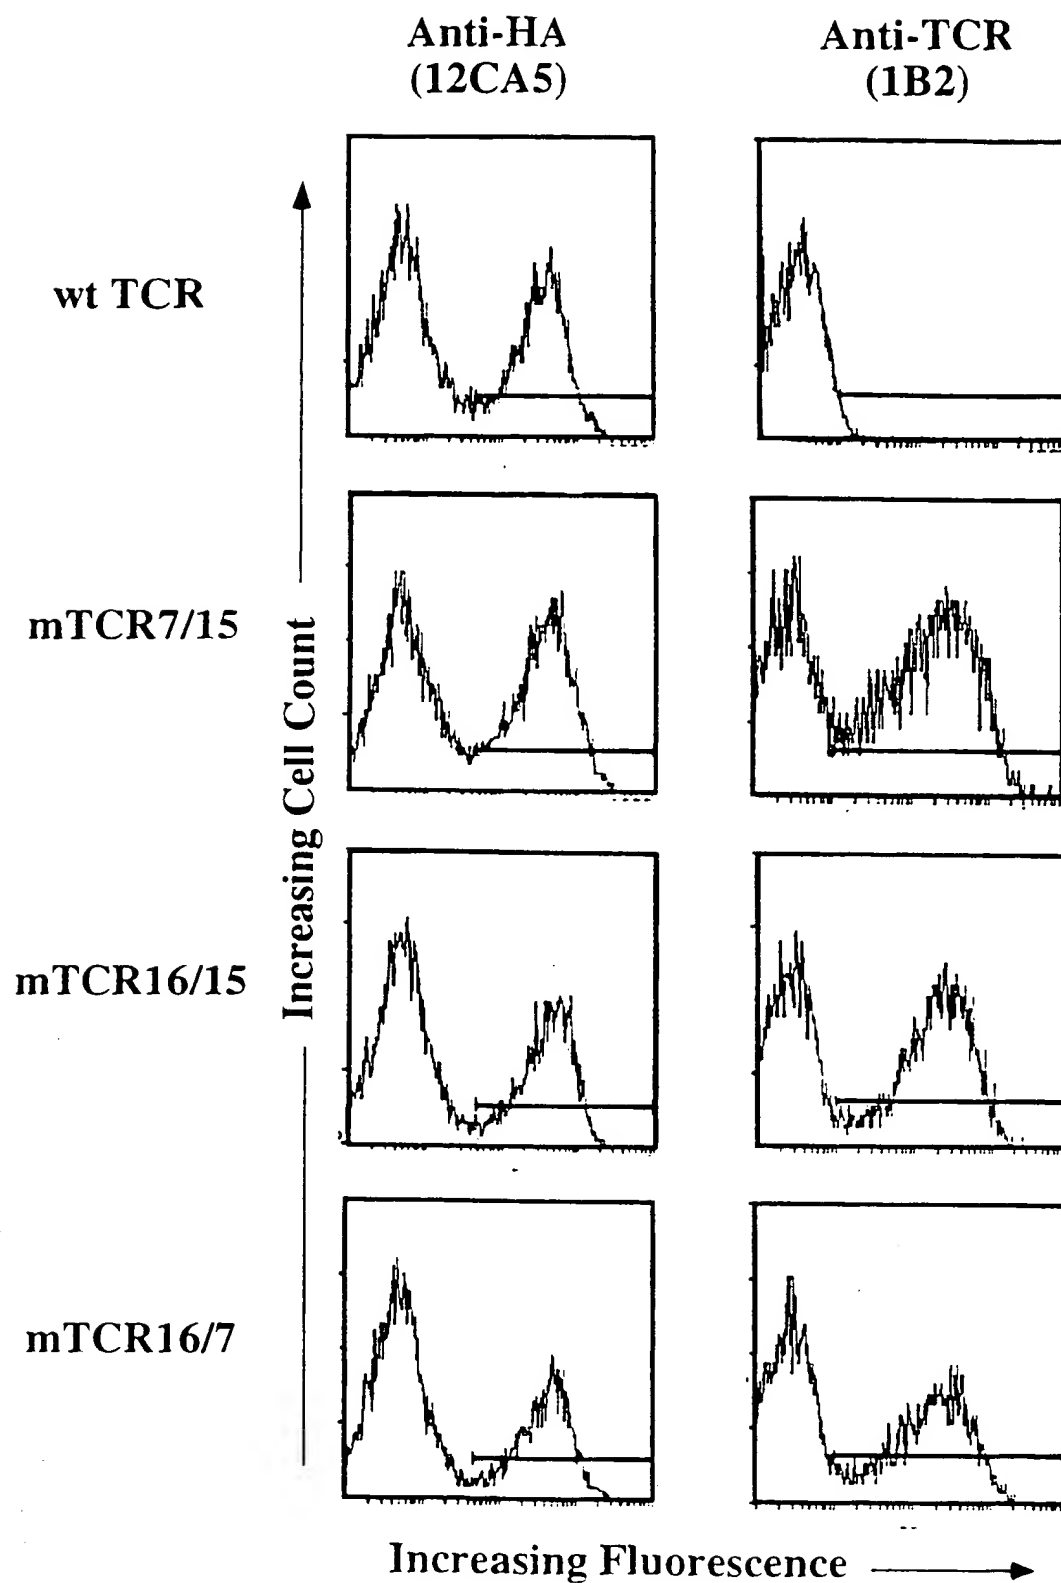 Anti-HA
(12CA5)
Anti-TCR
(1B2)
wt TCR
mTCR7/15
mTCR16/15
mTCR16/7
Increasing Cell Count
Increasing Fluorescence